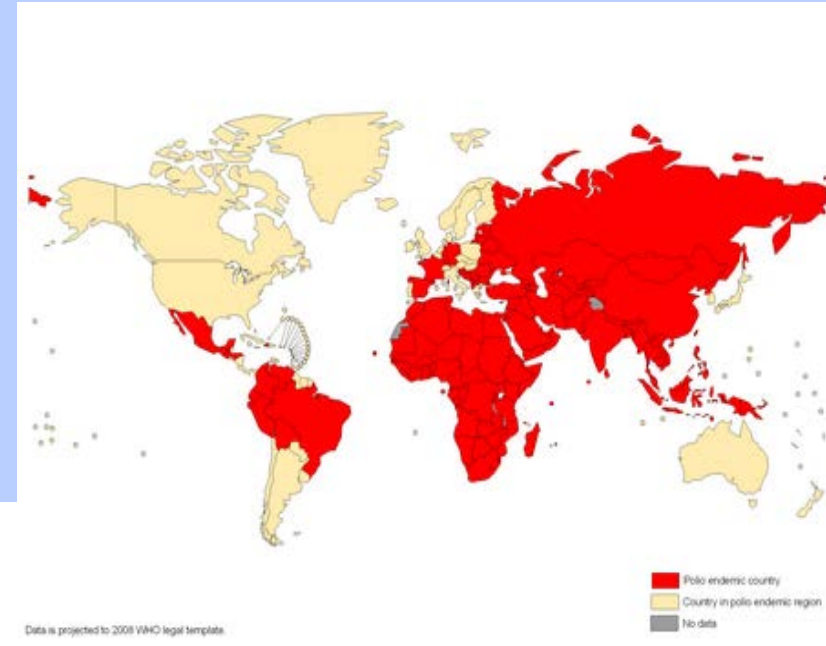 Polio endemic country
Country in polio endemic region
No data
Data is projected to 2008 WHO legal template.